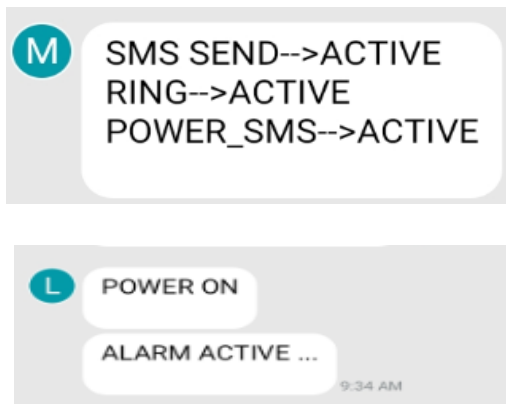 M
SMS SEND-->ACTIVE
RING-->ACTIVE
POWER_SMS-->ACTIVE
L
POWER ON
ALARM ACTIVE ...
9:34 AM